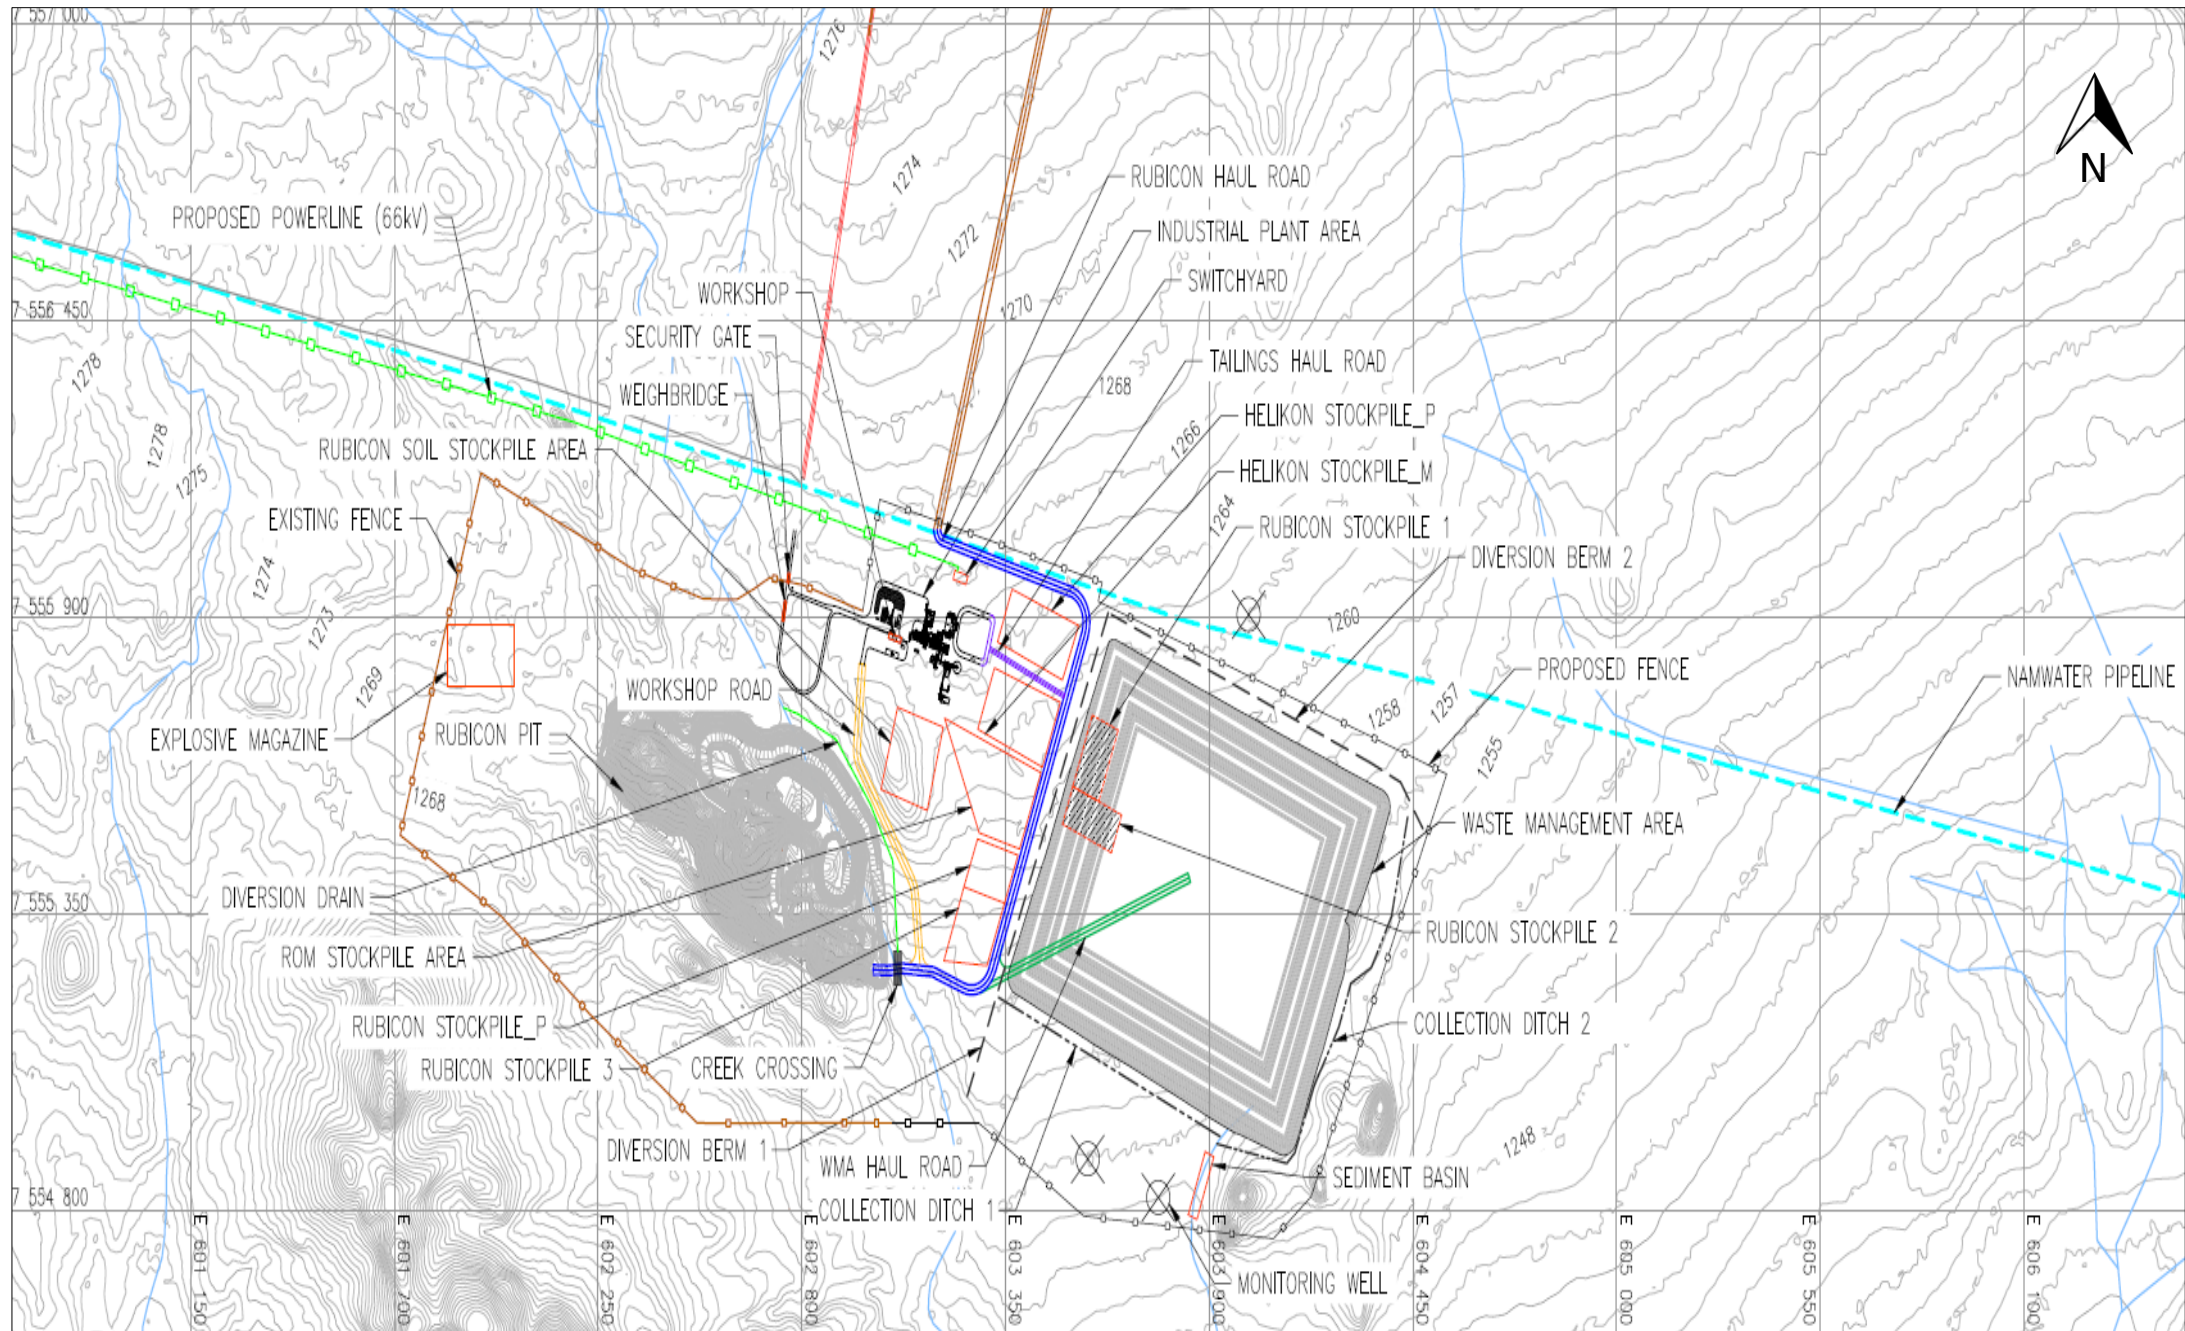 7 557 000
1276
N
1274
RUBICON HAUL ROAD
PROPOSED POWERLINE (66kV)
INDUSTRIAL PLANT AREA
1272
SWITCHYARD
WORKSHOP
1270
7 556 450
SECURITY GATE
TAILINGS HAUL ROAD
1278
1268
WEIGHBRIDGE
HELIKON STOCKPILE_P
1278
RUBICON SOIL STOCKPILE AREA
1266
1275
HELIKON STOCKPILE_M
EXISTING FENCE
1264
RUBICON STOCKPILE 1
1274
DIVERSION BERM 2
7 555 900
1273
1260
1269
WORKSHOP ROAD
PROPOSED FENCE
NAMWATER PIPELINE
1258
1257
EXPLOSIVE MAGAZINE
RUBICON PIT
1255
1268
WASTE MANAGEMENT AREA
DIVERSION DRAIN
7 555 350
RUBICON STOCKPILE 2
ROM STOCKPILE AREA
RUBICON STOCKPILE_P
COLLECTION DITCH 2
RUBICON STOCKPILE 3
CREEK CROSSING
DIVERSION BERM 1
1248
WMA HAUL ROAD
SEDIMENT BASIN
7 554 800
COLLECTION DITCH 1
MONITORING WELL
E 601 150
E 601 700
E 602 250
E 602 800
E 603 350
E 603 900
E 604 450
E 605 000
E 605 550
E 606 100